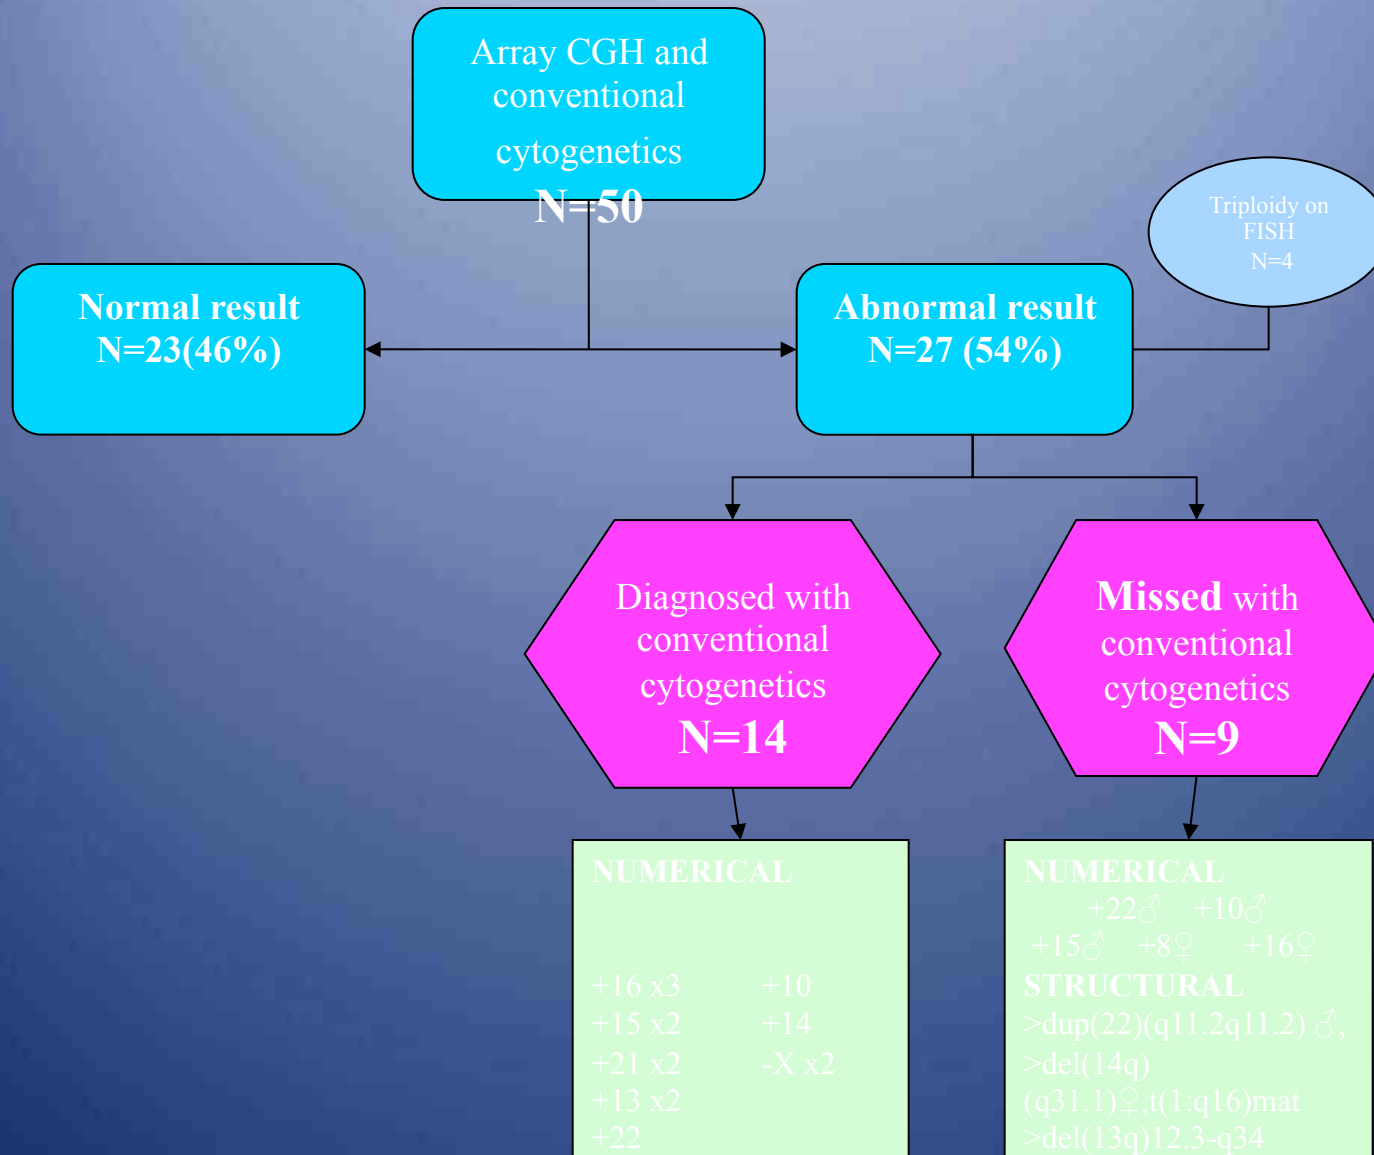 Array CGH and
conventional
cytogenetics
N=50
Triploidy on
FISH
N=4
Normal result
N=23(46%)
Abnormal result
N=27 (54%)
Diagnosed with
conventional
cytogenetics
N=14
Missed with
conventional
cytogenetics
N=9
NUMERICAL
+16 x3 +10
+15 x2 +14
+21 x2 -X x2
+13 x2
+22
NUMERICAL
+22♂ +10♂
+15♂ +8♀ +16♀
STRUCTURAL
>dup(22)(q11.2q11.2) ♂,
>del(14q)
(q31.1)♀,t(1:q16)mat
>del(13q)12.3-q34